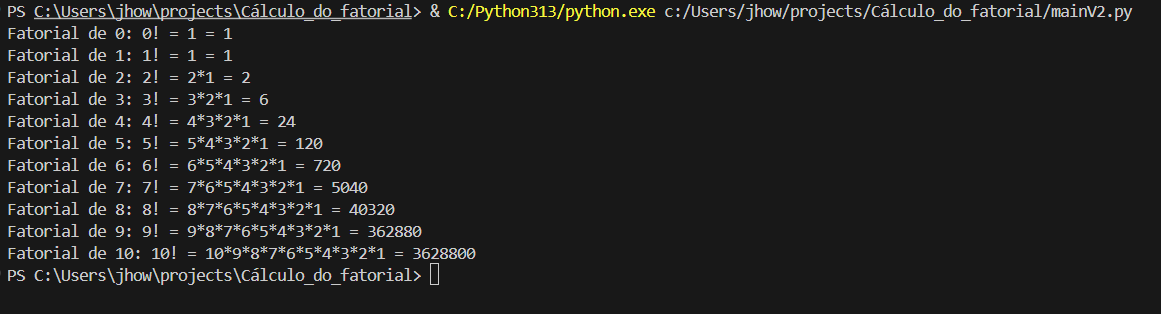 PS C:\Users\jhow\projects\Cálculo_do_fatorial> & C:/Python313/python.exe c:/Users/jhow/projects/Cálculo_do_fatorial/mainV2.py
Fatorial de 0: 0! = 1 = 1
Fatorial de 1: 1! = 1 = 1
Fatorial de 2: 2! = 2*1 = 2
Fatorial de 3: 3! = 3*2*1 = 6
Fatorial de 4: 4! = 4*3*2*1 = 24
Fatorial de 5: 5! = 5*4*3*2*1 = 120
Fatorial de 6: 6! = 6*5*4*3*2*1 = 720
Fatorial de 7: 7! = 7*6*5*4*3*2*1 = 5040
Fatorial de 8: 8! = 8*7*6*5*4*3*2*1 = 40320
Fatorial de 9: 9! = 9*8*7*6*5*4*3*2*1 = 362880
Fatorial de 10: 10! = 10*9*8*7*6*5*4*3*2*1 = 3628800
PS C:\Users\jhow\projects\Cálculo_do_fatorial>